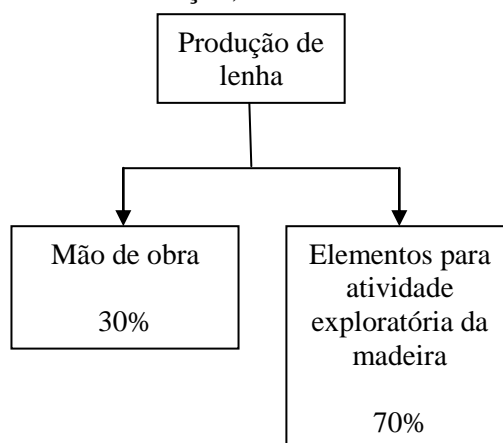 Produção de
lenha
Mão de obra
30%
Elementos para
atividade
exploratória da
madeira
70%